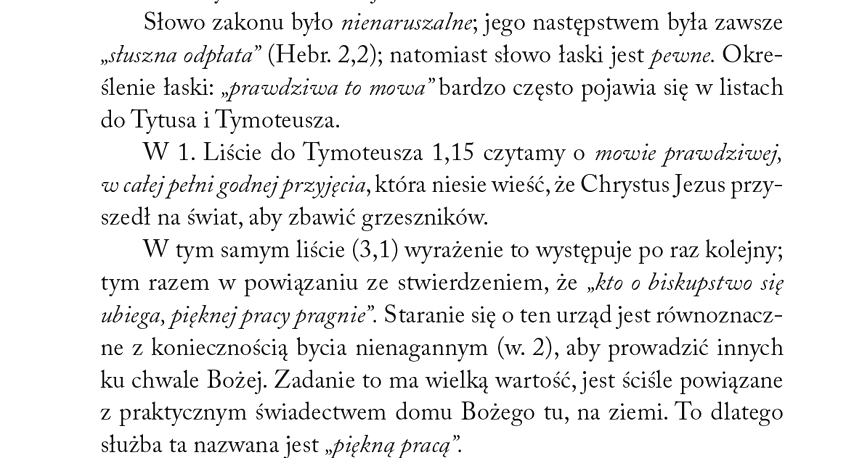 Słowo zakonu było nienaruszalne; jego następstwem była zawsze
„słuszna odpłata” (Hebr. 2,2); natomiast słowo łaski jest pewne. Okre-
ślenie łaski: „prawdziwa to mowa” bardzo często pojawia się w listach
do Tytusa i Tymoteusza.
W 1. Liście do Tymoteusza 1,15 czytamy o mowie prawdziwej,
w całej pełni godnej przyjęcia, która niesie wieść, że Chrystus Jezus przy-
szedł na świat, aby zbawić grzeszników.
W tym samym liście (3,1) wyrażenie to występuje po raz kolejny;
tym razem w powiązaniu ze stwierdzeniem, że „kto o biskupstwo się
ubiega, pięknej pracy pragnie”. Staranie się o ten urząd jest równoznacz-
ne z koniecznością bycia nienagannym (w. 2), aby prowadzić innych
ku chwale Bożej. Zadanie to ma wielką wartość, jest ściśle powiązane
z praktycznym świadectwem domu Bożego tu, na ziemi. To dlatego
służba ta nazwana jest „piękną pracą”.